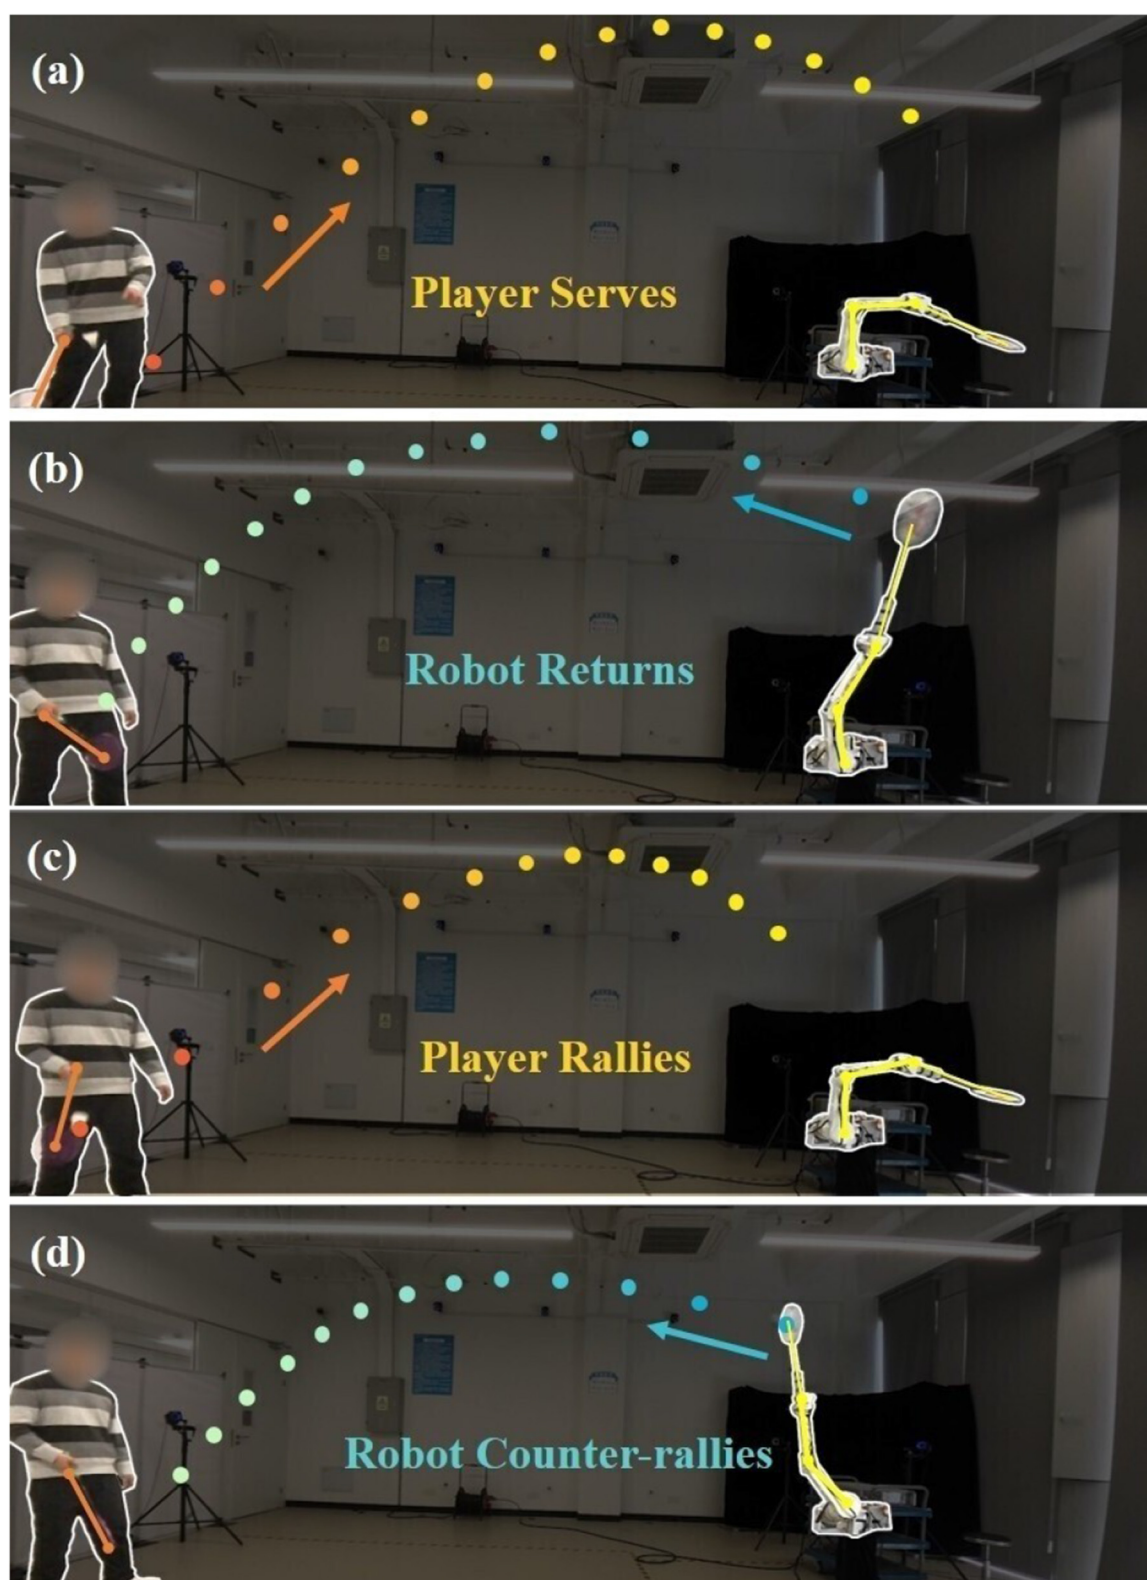 (a)
Player Serves
(b)
Robot Returns
(c)
Player Rallies
(d)
Robot Counter-rallies